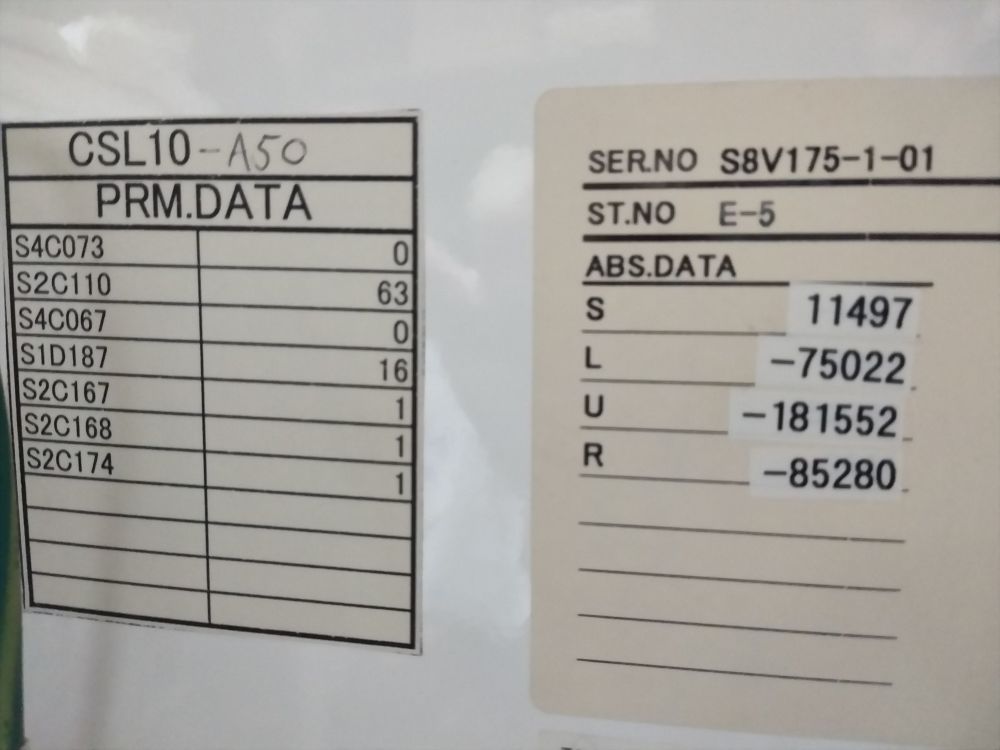 CSL10-A50
PRM.DATA
S4C073 0
S2C110 63
S4C067 0
S1D187 16
S2C167 1
S2C168 1
S2C174 1
SER.NO S8V175-1-01
ST.NO E-5
ABS.DATA
S 11497
L -75022
U -181552
R -85280